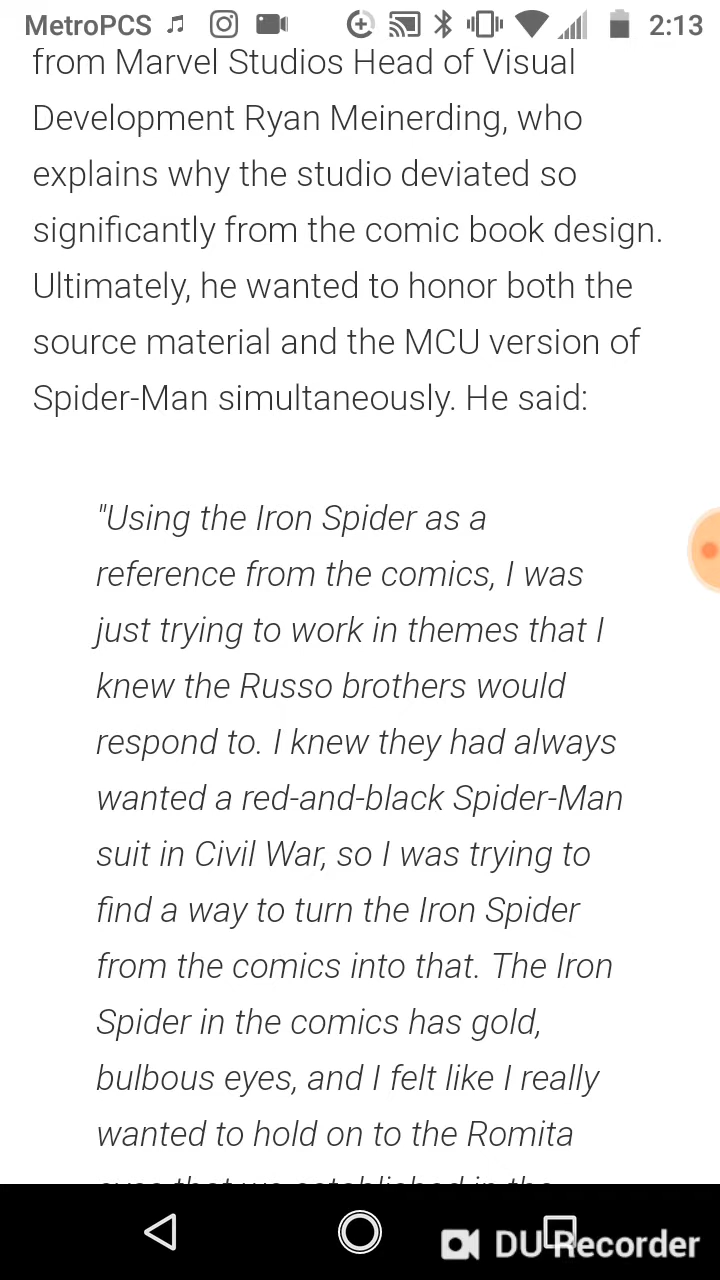 MetroPCS 2:13
from Marvel Studios Head of Visual
Development Ryan Meinerding, who
explains why the studio deviated so
significantly from the comic book design.
Ultimately, he wanted to honor both the
source material and the MCU version of
Spider-Man simultaneously. He said:
"Using the Iron Spider as a
reference from the comics, I was
just trying to work in themes that I
knew the Russo brothers would
respond to. I knew they had always
wanted a red-and-black Spider-Man
suit in Civil War, so I was trying to
find a way to turn the Iron Spider
from the comics into that. The Iron
Spider in the comics has gold,
bulbous eyes, and I felt like I really
wanted to hold on to the Romita
eyes that we established in the
DU Recorder